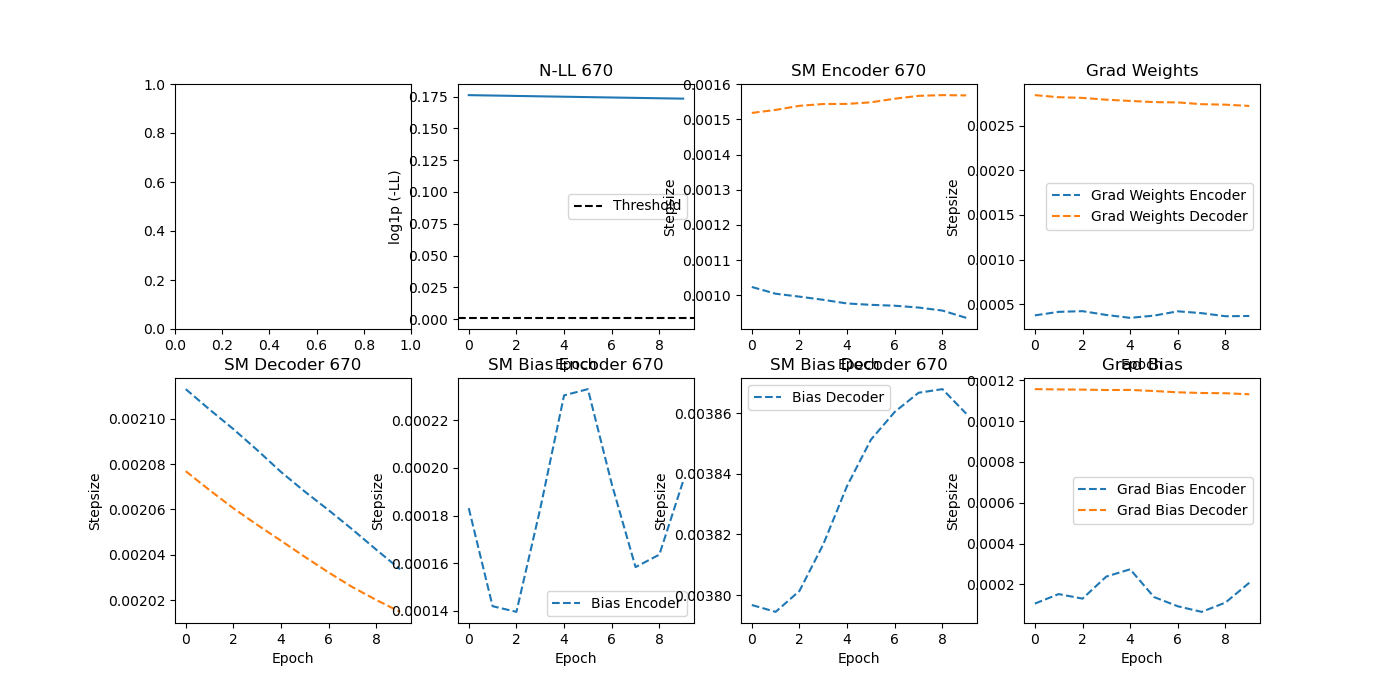 1.0
0.8
0.6
0.4
0.2
0.0
0.0 0.2 0.4 0.6 0.8 1.0
N-LL 670
log1p (-LL)
0.175
0.150
0.125
0.100
0.075
0.050
0.025
0.000
Threshold
0 2 4 6 8
Epoch
SM Encoder 670
Stepsize
0.0016
0.0015
0.0014
0.0013
0.0012
0.0011
0.0010
0 2 4 6 8
Epoch
Grad Weights
Stepsize
0.0025
0.0020
0.0015
0.0010
0.0005
Grad Weights Encoder
Grad Weights Decoder
0 2 4 6 8
Epoch
SM Decoder 670
Stepsize
0.00210
0.00208
0.00206
0.00204
0.00202
0 2 4 6 8
Epoch
SM Bias Encoder 670
Stepsize
0.00022
0.00020
0.00018
0.00016
0.00014
Bias Encoder
0 2 4 6 8
Epoch
SM Bias Decoder 670
Stepsize
0.00386
0.00384
0.00382
0.00380
Bias Decoder
0 2 4 6 8
Epoch
Grad Bias
Stepsize
0.0012
0.0010
0.0008
0.0006
0.0004
0.0002
Grad Bias Encoder
Grad Bias Decoder
0 2 4 6 8
Epoch